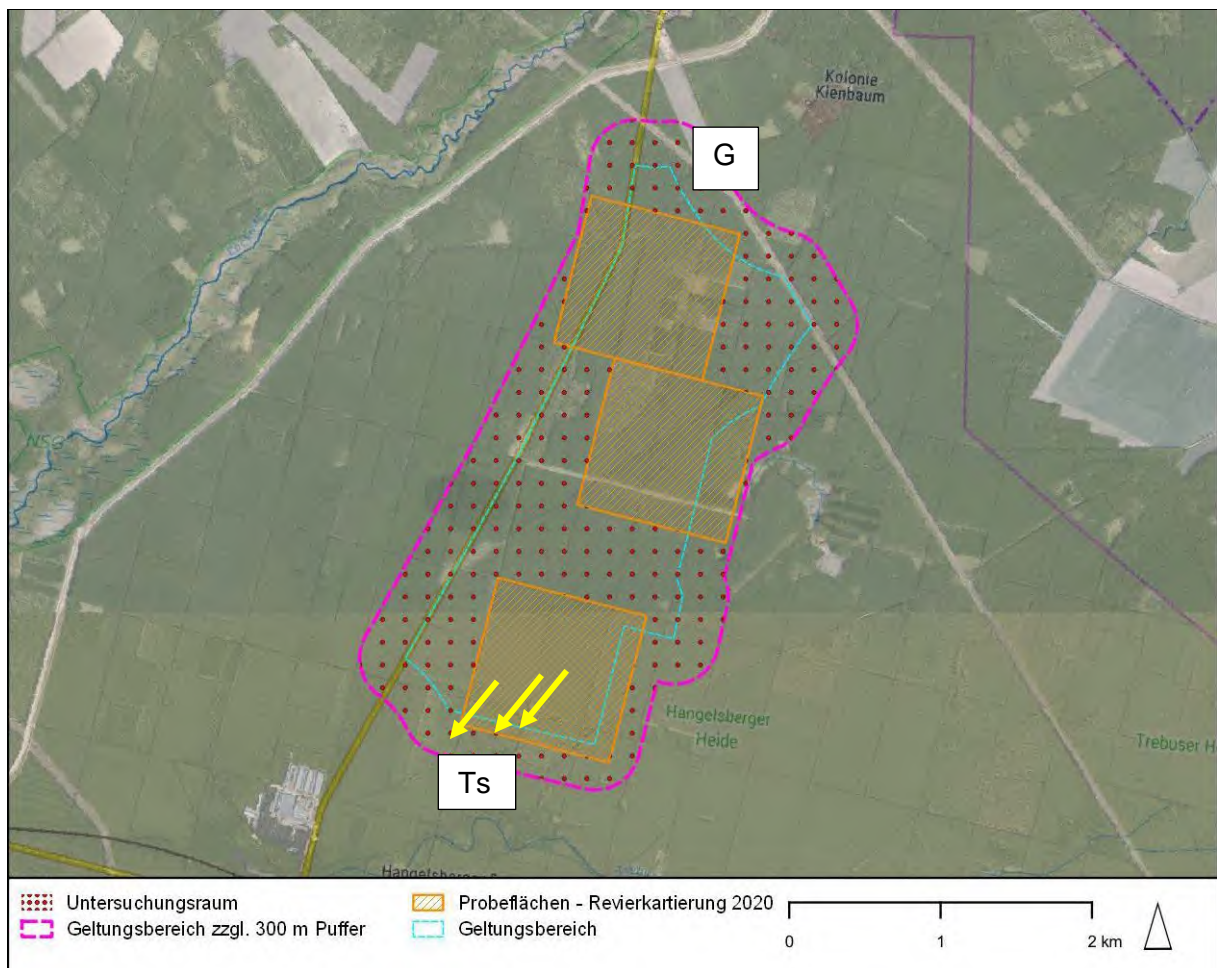 Kolonie
Kienbaum
G
NSG
Hangelsberger
Heide
Trebuser H
Ts
Untersuchungsraum
Geltungsbereich zzgl. 300 m Puffer
Probeflächen - Revierkartierung 2020
Geltungsbereich
0
1
2 km